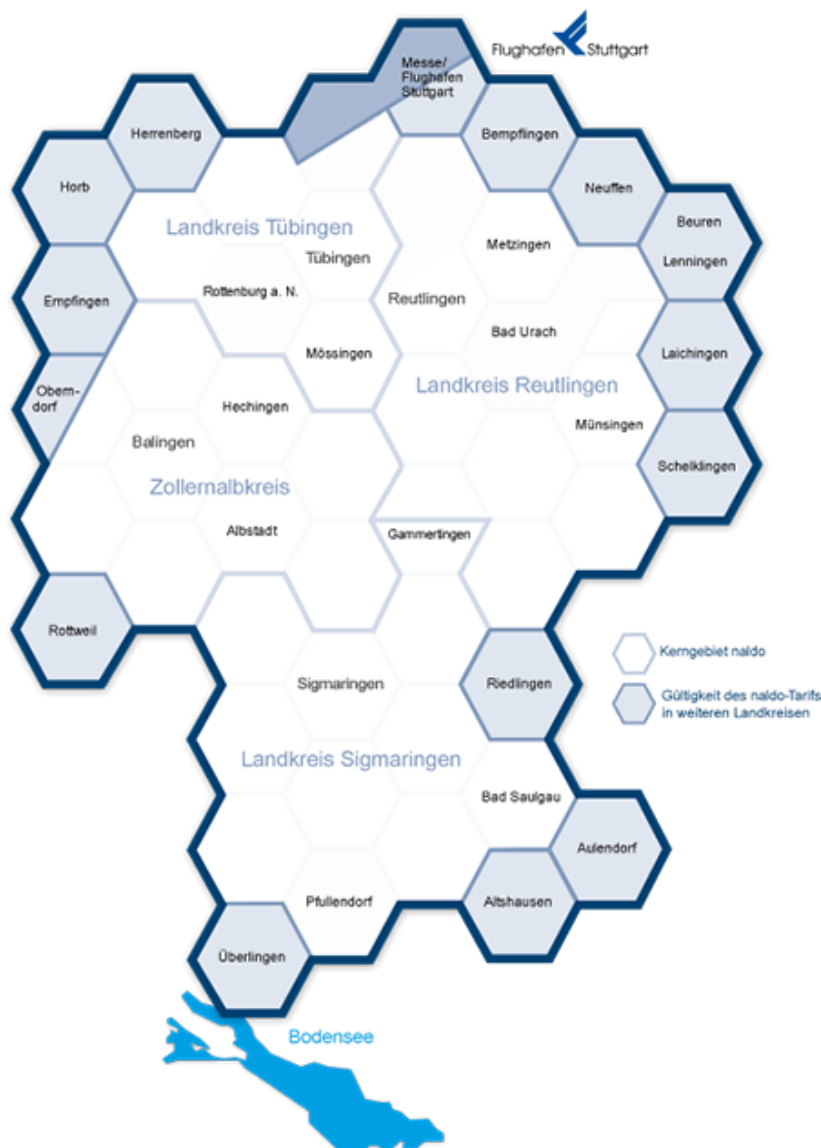 Flughafen Stuttgart
Messe/
Flughafen
Stuttgart
Herrenberg
Bempflingen
Horb
Neuffen
Beuren
Landkreis Tübingen
Metzingen
Tübingen
Lenningen
Rottenburg a. N.
Empfingen
Reutlingen
Bad Urach
Mössingen
Laichingen
Obern-
dorf
Landkreis Reutlingen
Hechingen
Münsingen
Balingen
Schelklingen
Zollernalbkreis
Albstadt
Gammertingen
Rottweil
Kerngebiet naldo
Sigmaringen
Riedlingen
Gültigkeit des naldo-Tarifs
in weiteren Landkreisen
Landkreis Sigmaringen
Bad Saulgau
Aulendorf
Pfullendorf
Altshausen
Überlingen
Bodensee